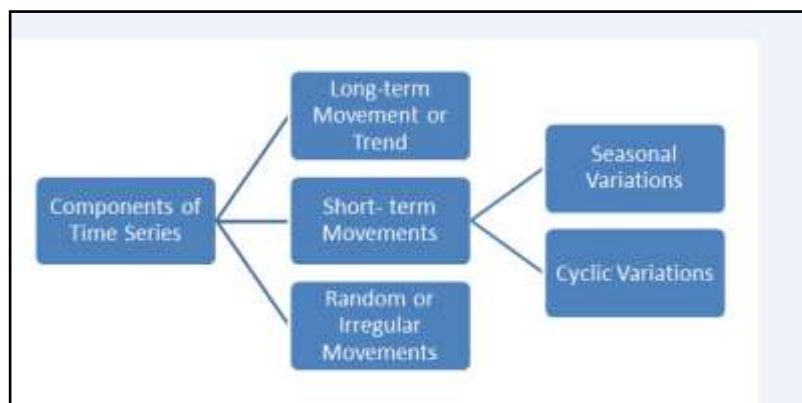 Long-term
Movement or
Trend
Components of
Time Series
Short- term
Movements
Random or
Irregular
Movements
Seasonal
Variations
Cyclic Variations